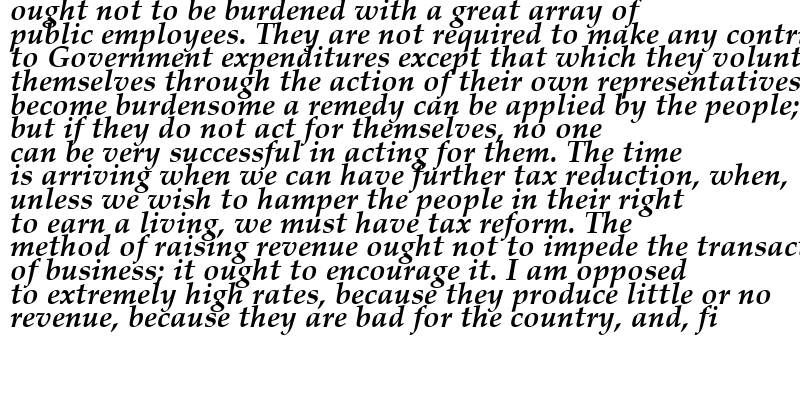 ought not to be burdened with a great array of
public employees. They are not required to make any contr
to Government expenditures except that which they volunt
themselves through the action of their own representatives
become burdensome a remedy can be applied by the people;
but if they do not act for themselves, no one
can be very successful in acting for them. The time
is arriving when we can have further tax reduction, when,
unless we wish to hamper the people in their right
to earn a living, we must have tax reform. The
method of raising revenue ought not to impede the transact
of business; it ought to encourage it. I am opposed
to extremely high rates, because they produce little or no
revenue, because they are bad for the country, and, fi